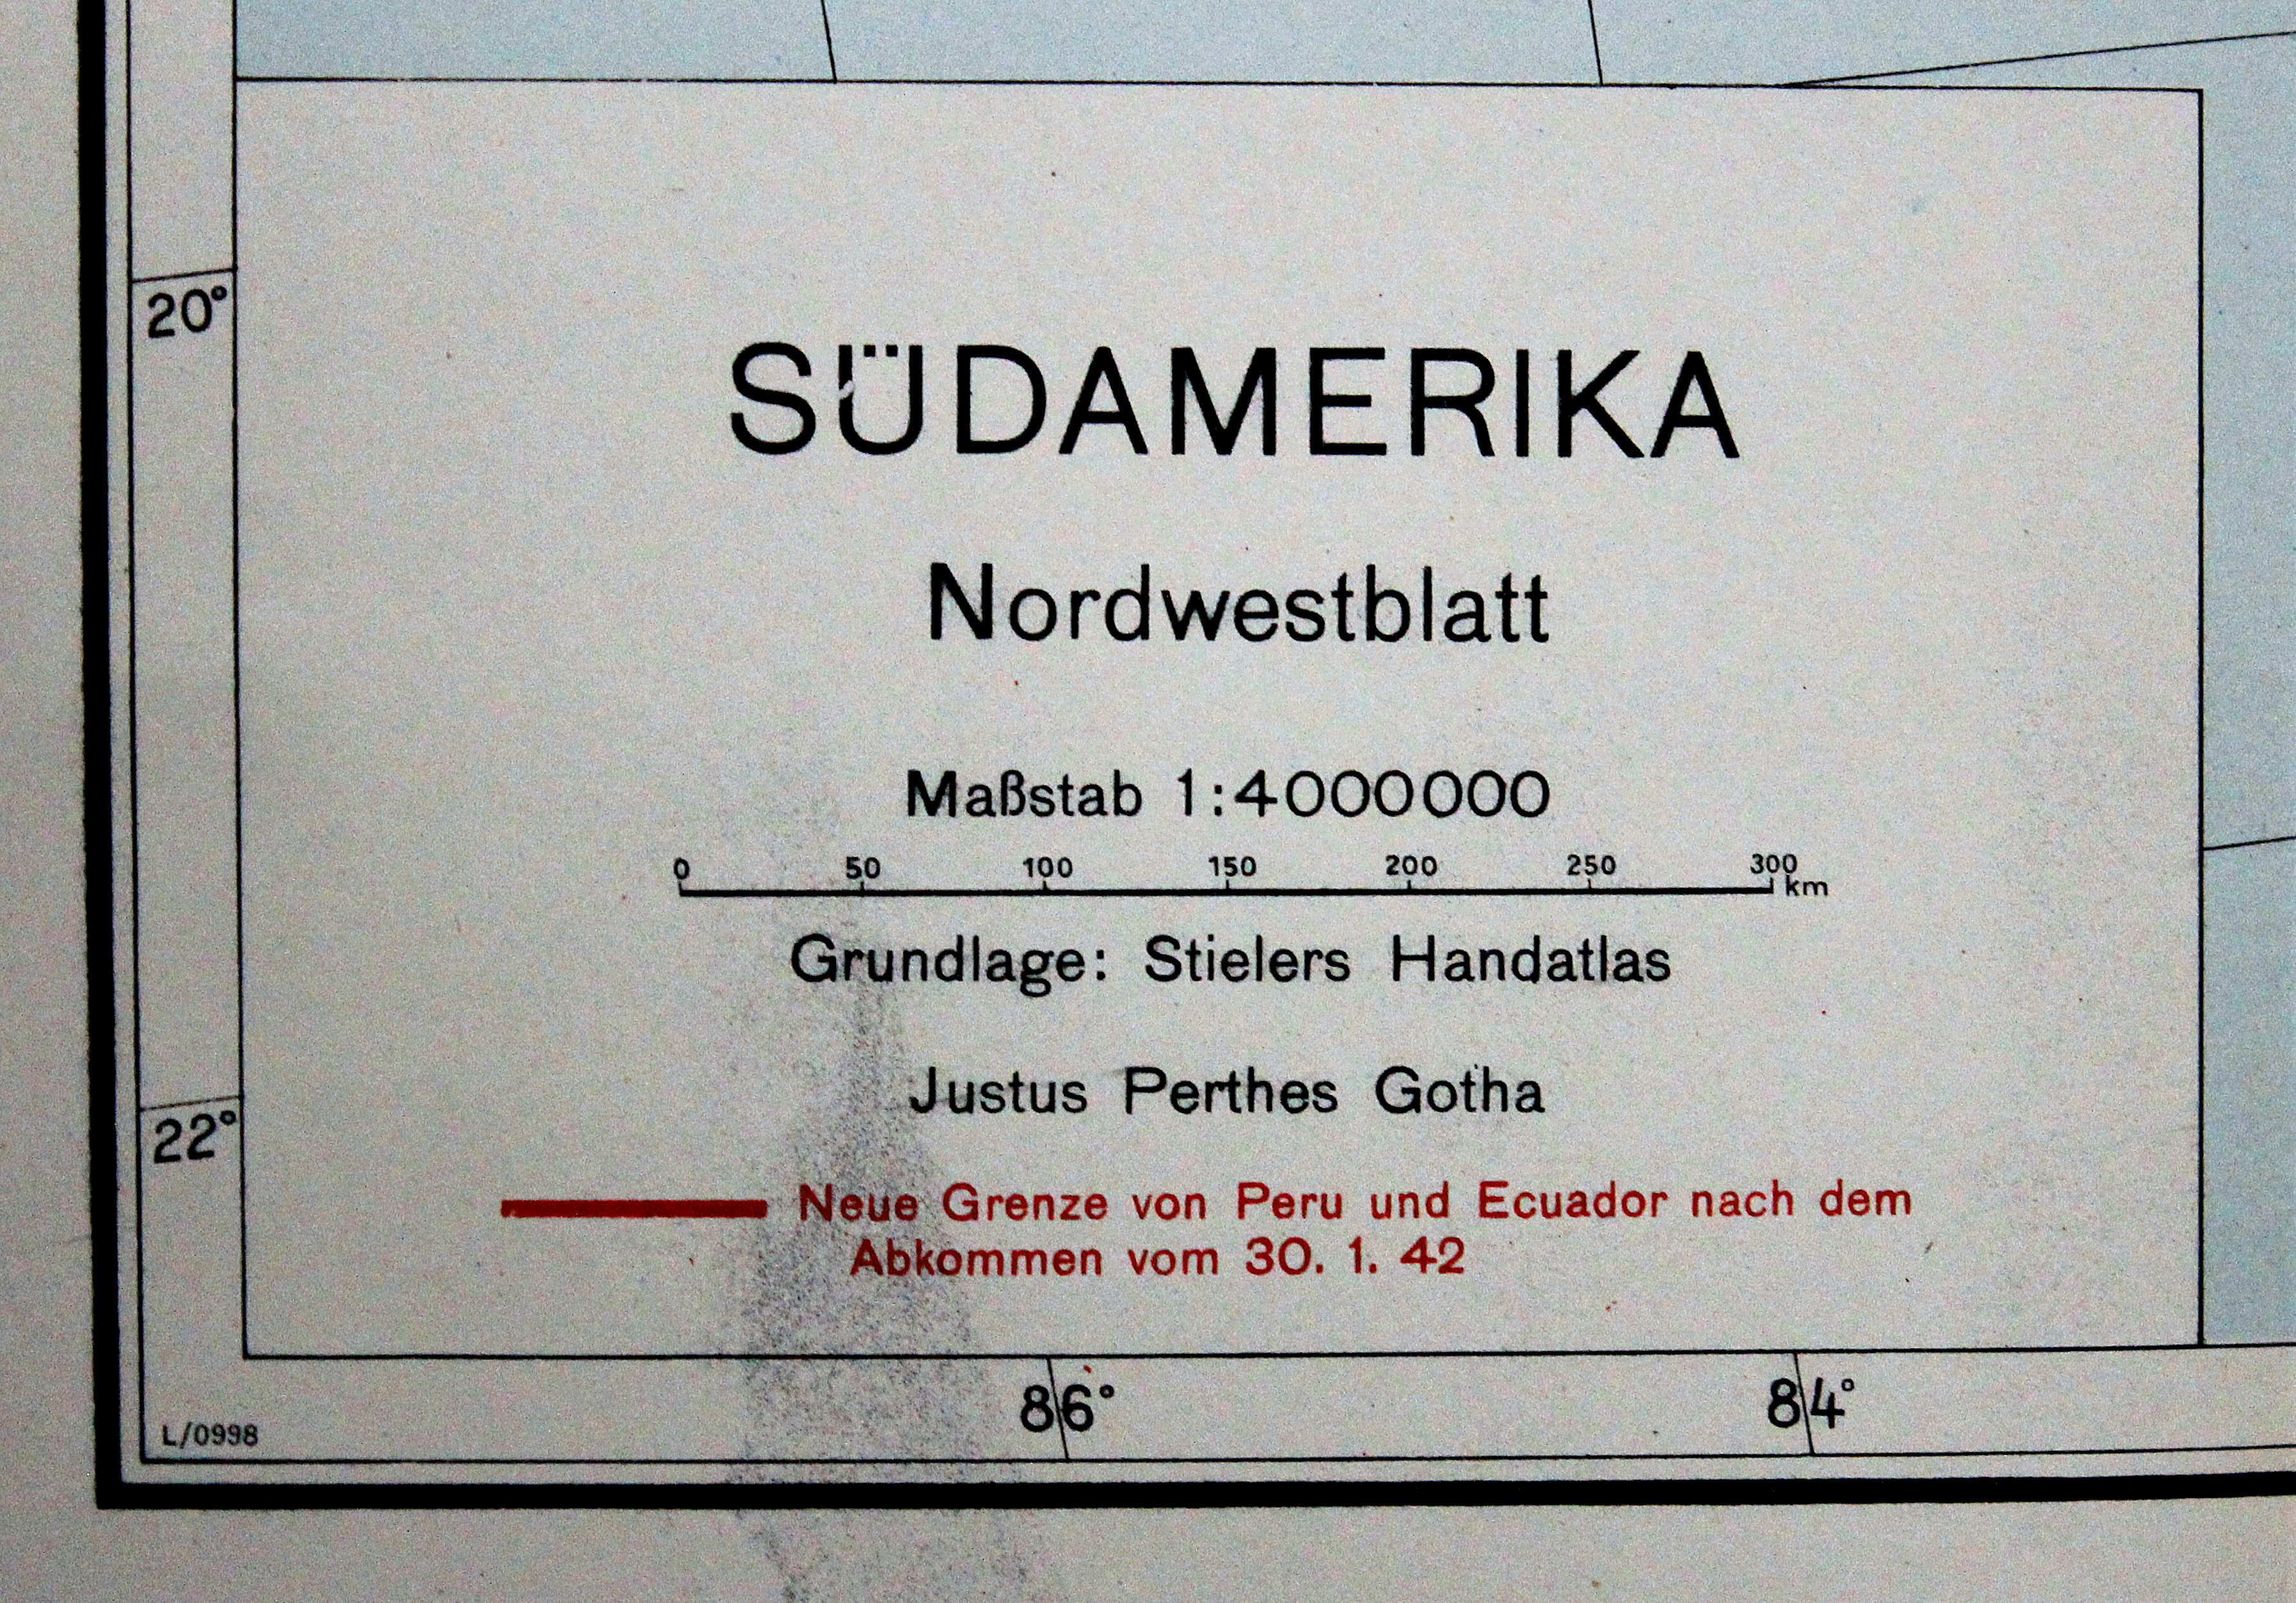 20°
SÜDAMERIKA
Nordwestblatt
Maßstab 1:4000000
0 50 100 150 200 250 300 km
Grundlage: Stielers Handatlas
Justus Perthes Gotha
22°
Neue Grenze von Peru und Ecuador nach dem
Abkommen vom 30. 1. 42
86° 84°
L/0998